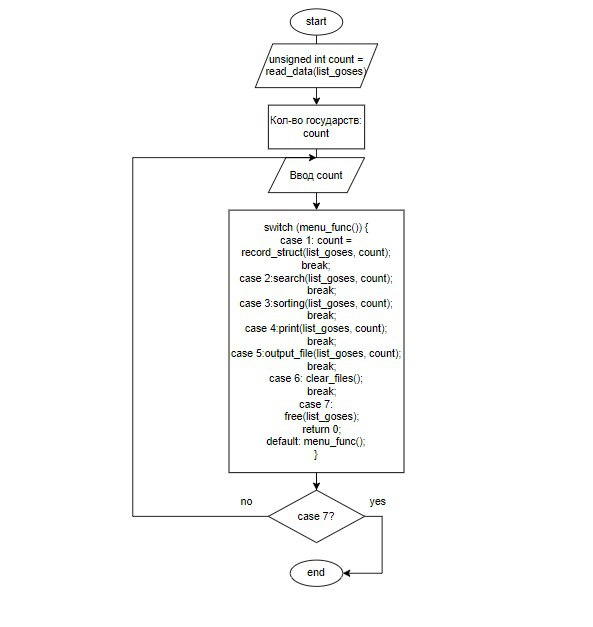 start
unsigned int count =
read_data(list_goses)
Кол-во государств:
count
Ввод count
switch (menu_func()) {
case 1: count =
record_struct(list_goses, count);
break;
case 2:search(list_goses, count);
break;
case 3:sorting(list_goses, count);
break;
case 4:print(list_goses, count);
break;
case 5:output_file(list_goses, count);
break;
case 6: clear_files();
break;
case 7:
free(list_goses);
return 0;
default: menu_func();
}
no
yes
case 7?
end